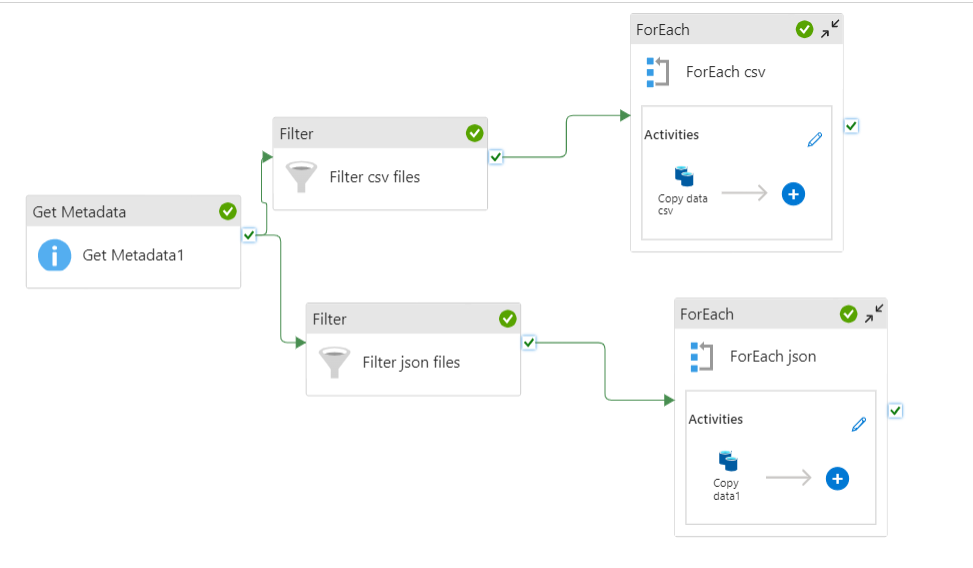 ForEach
ForEach csv
Activities
Copy data
csv
Filter
Filter csv files
Get Metadata
Get Metadata1
Filter
Filter json files
ForEach
ForEach json
Activities
Copy
data1